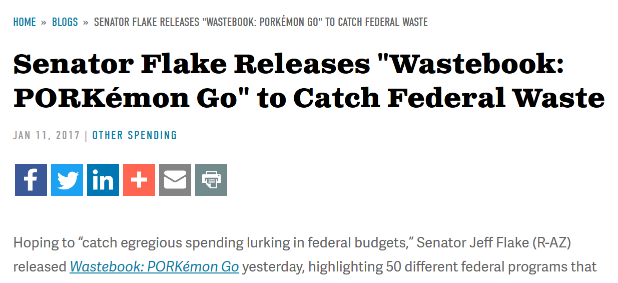 HOME » BLOGS » SENATOR FLAKE RELEASES "WASTEBOOK: PORKÉMON GO" TO CATCH FEDERAL WASTE
Senator Flake Releases "Wastebook:
PORKémon Go" to Catch Federal Waste
JAN 11, 2017 | OTHER SPENDING
Hoping to “catch egregious spending lurking in federal budgets,” Senator Jeff Flake (R-AZ)
released Wastebook: PORKémon Go yesterday, highlighting 50 different federal programs that